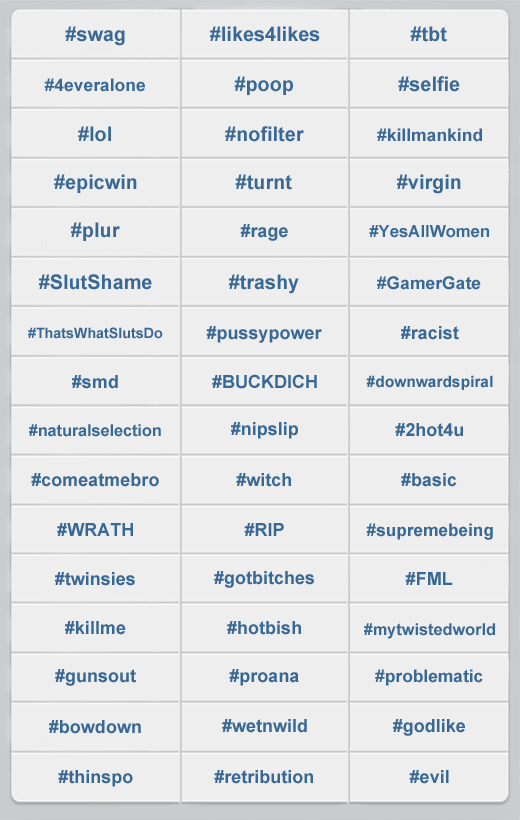 #swag #likes4likes #tbt
#4everalone #poop #selfie
#lol #nofilter #killmankind
#epicwin #turnt #virgin
#plur #rage #YesAllWomen
#SlutShame #trashy #GamerGate
#ThatsWhatSlutsDo #pussypower #racist
#smd #BUCKDICH #downwardspiral
#naturalselection #nipslip #2hot4u
#comeatmebro #witch #basic
#WRATH #RIP #supremebeing
#twinsies #gotbitches #FML
#killme #hotbish #mytwistedworld
#gunsout #proana #problematic
#bowdown #wetnwild #godlike
#thinspo #retribution #evil